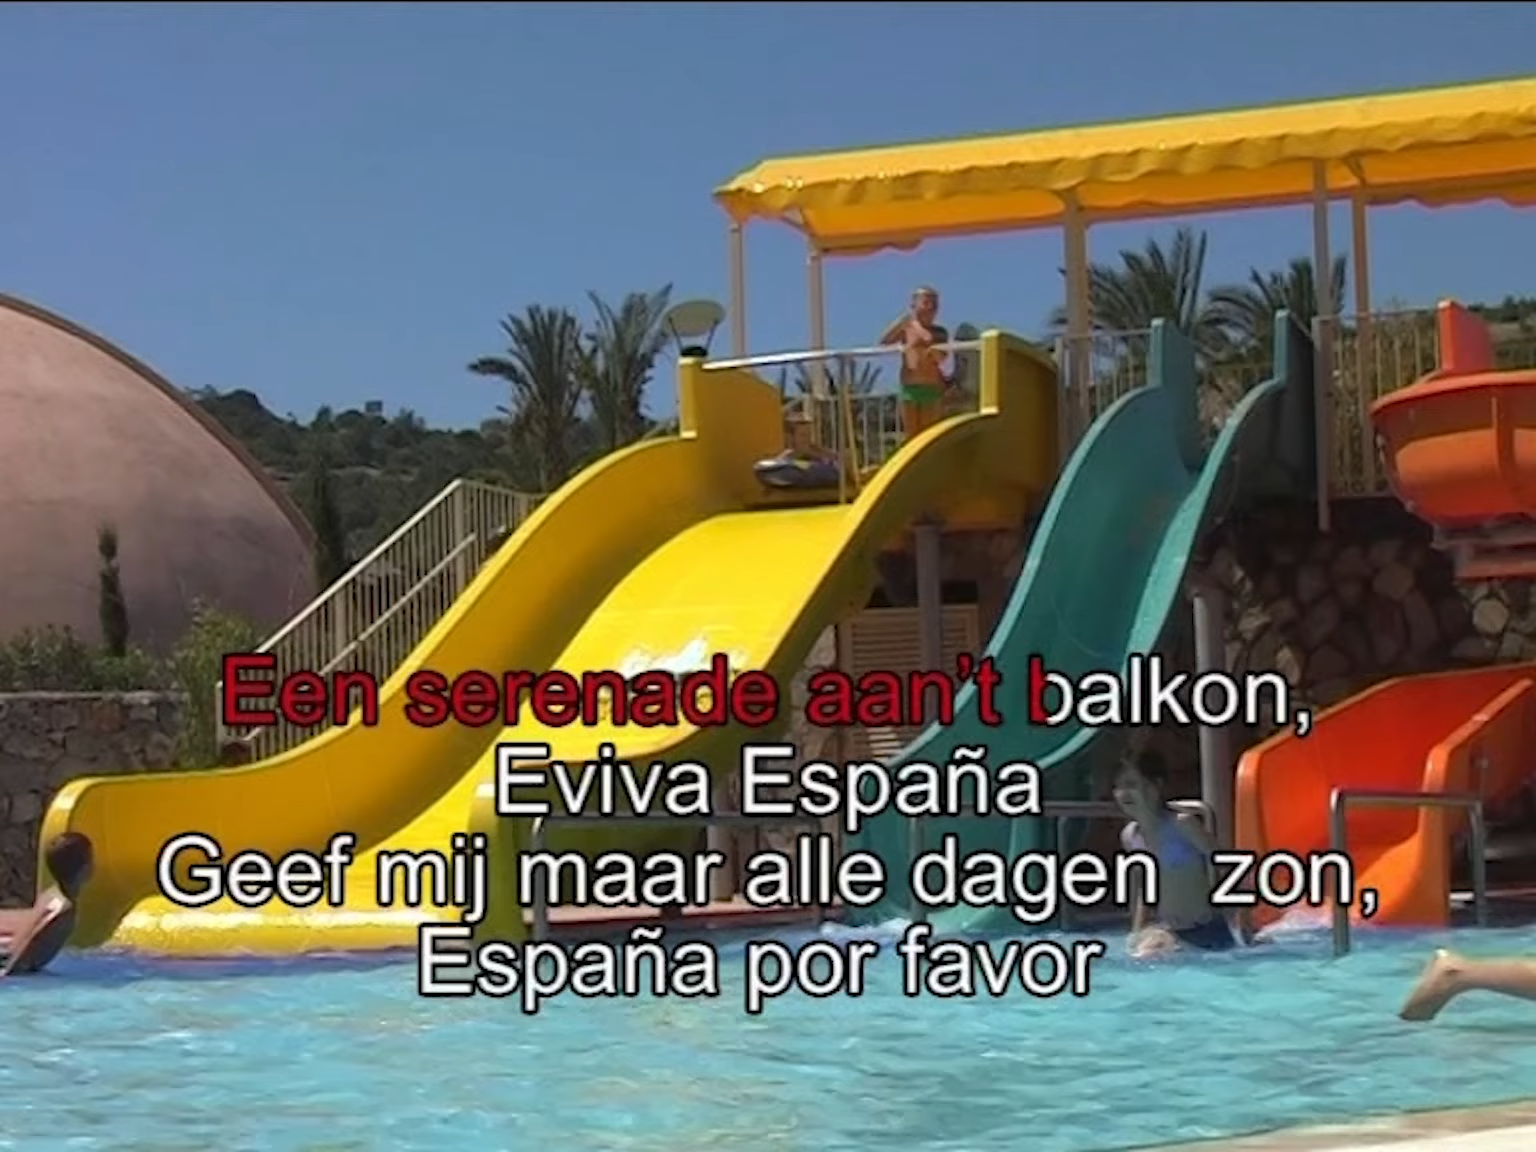 Een serenade aan't balkon,
Eviva España
Geef mij maar alle dagen zon,
España por favor